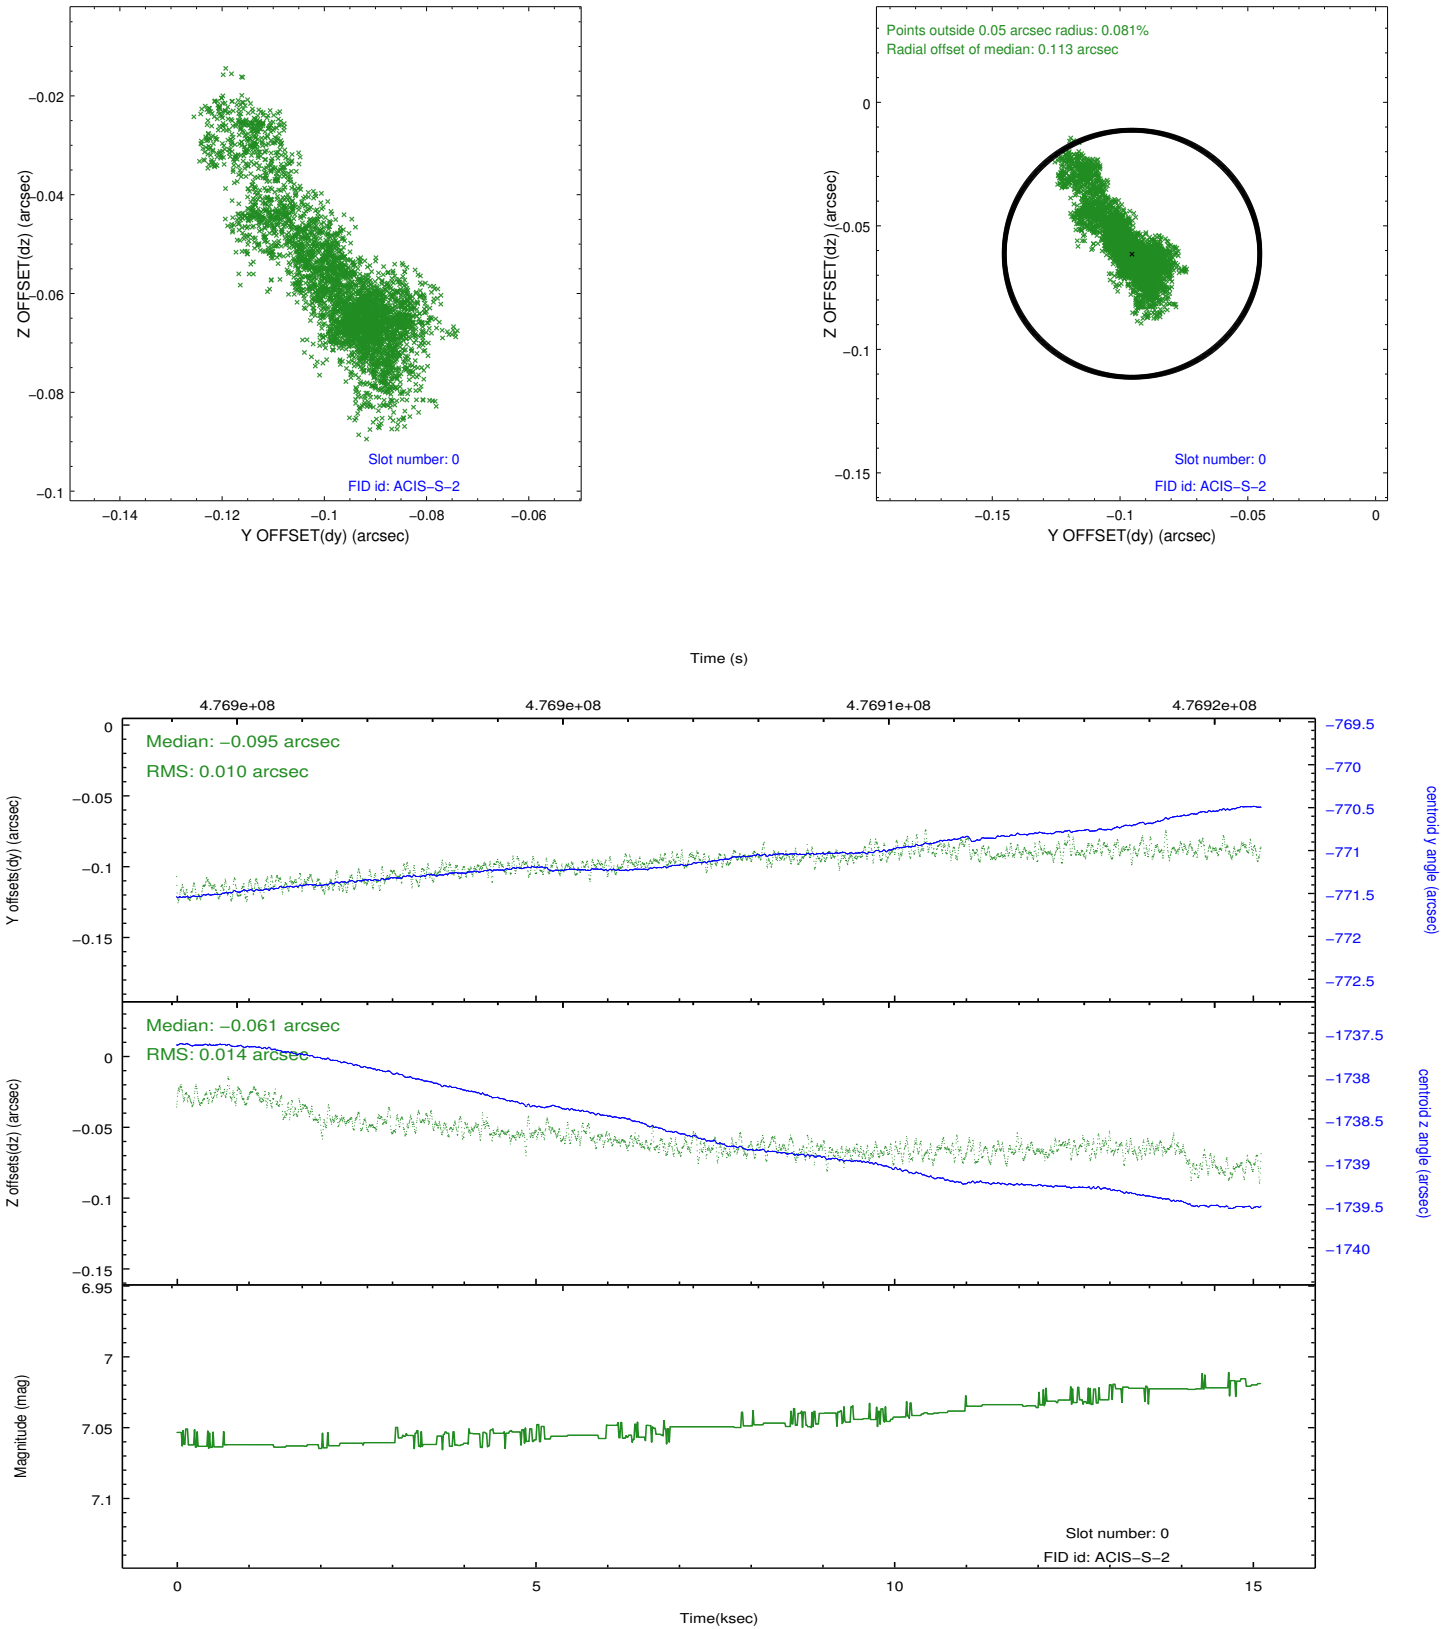 −0.02
−0.04
−0.06
−0.08
−0.1
Z OFFSET(dz) (arcsec)
Slot number: 0
FID id: ACIS−S−2
−0.14
−0.12
−0.1
−0.08
−0.06
Y OFFSET(dy) (arcsec)
Points outside 0.05 arcsec radius: 0.081%
Radial offset of median: 0.113 arcsec
0
−0.05
−0.1
−0.15
Z OFFSET(dz) (arcsec)
Slot number: 0
FID id: ACIS−S−2
−0.15
−0.1
−0.05
0
Y OFFSET(dy) (arcsec)
Time (s)
4.769e+08
4.769e+08
4.7691e+08
4.7692e+08
Median: −0.095 arcsec
RMS: 0.010 arcsec
0
−0.05
−0.1
−0.15
Y offsets(dy) (arcsec)
−769.5
−770
−770.5
−771
−771.5
−772
−772.5
centroid y angle (arcsec)
Median: −0.061 arcsec
RMS: 0.014 arcsec
0
−0.05
−0.1
−0.15
Z offsets(dz) (arcsec)
−1737.5
−1738
−1738.5
−1739
−1739.5
−1740
centroid z angle (arcsec)
6.95
7
7.05
7.1
Magnitude (mag)
Slot number: 0
FID id: ACIS−S−2
0
5
10
15
Time(ksec)